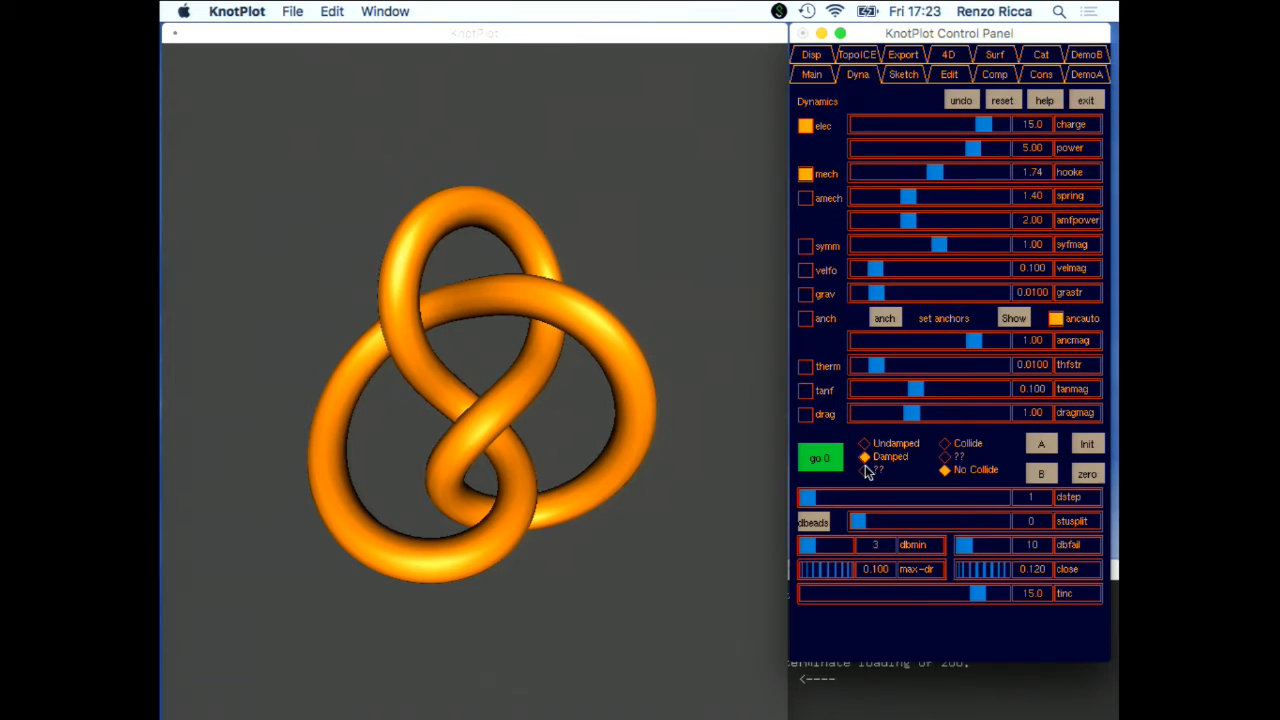 KnotPlot File Edit Window Fri 17:23 Renzo Ricca
KnotPlot
KnotPlot Control Panel
Disp TopoICE Export 4D Surf Cat DemoB
Main Dyna Sketch Edit Comp Cons DemoA
Dynamics undo reset help exit
elec 15.0 charge
5.00 power
mech 1.74 hooke
amech 1.40 spring
2.00 amfpower
symm 1.00 syfmag
velfo 0.100 velmag
grav 0.0100 grastr
anch anch set anchors Show ancauto
1.00 ancmag
therm 0.0100 thfstr
tanf 0.100 tanmag
drag 1.00 dragmag
Undamped Collide A Init
go 0 Damped ??
?? No Collide B zero
1 dstep
dbeads 0 stusplit
3 dbmin 10 dbfail
0.100 max-dr 0.120 close
15.0 tinc
erminate loading of
<----